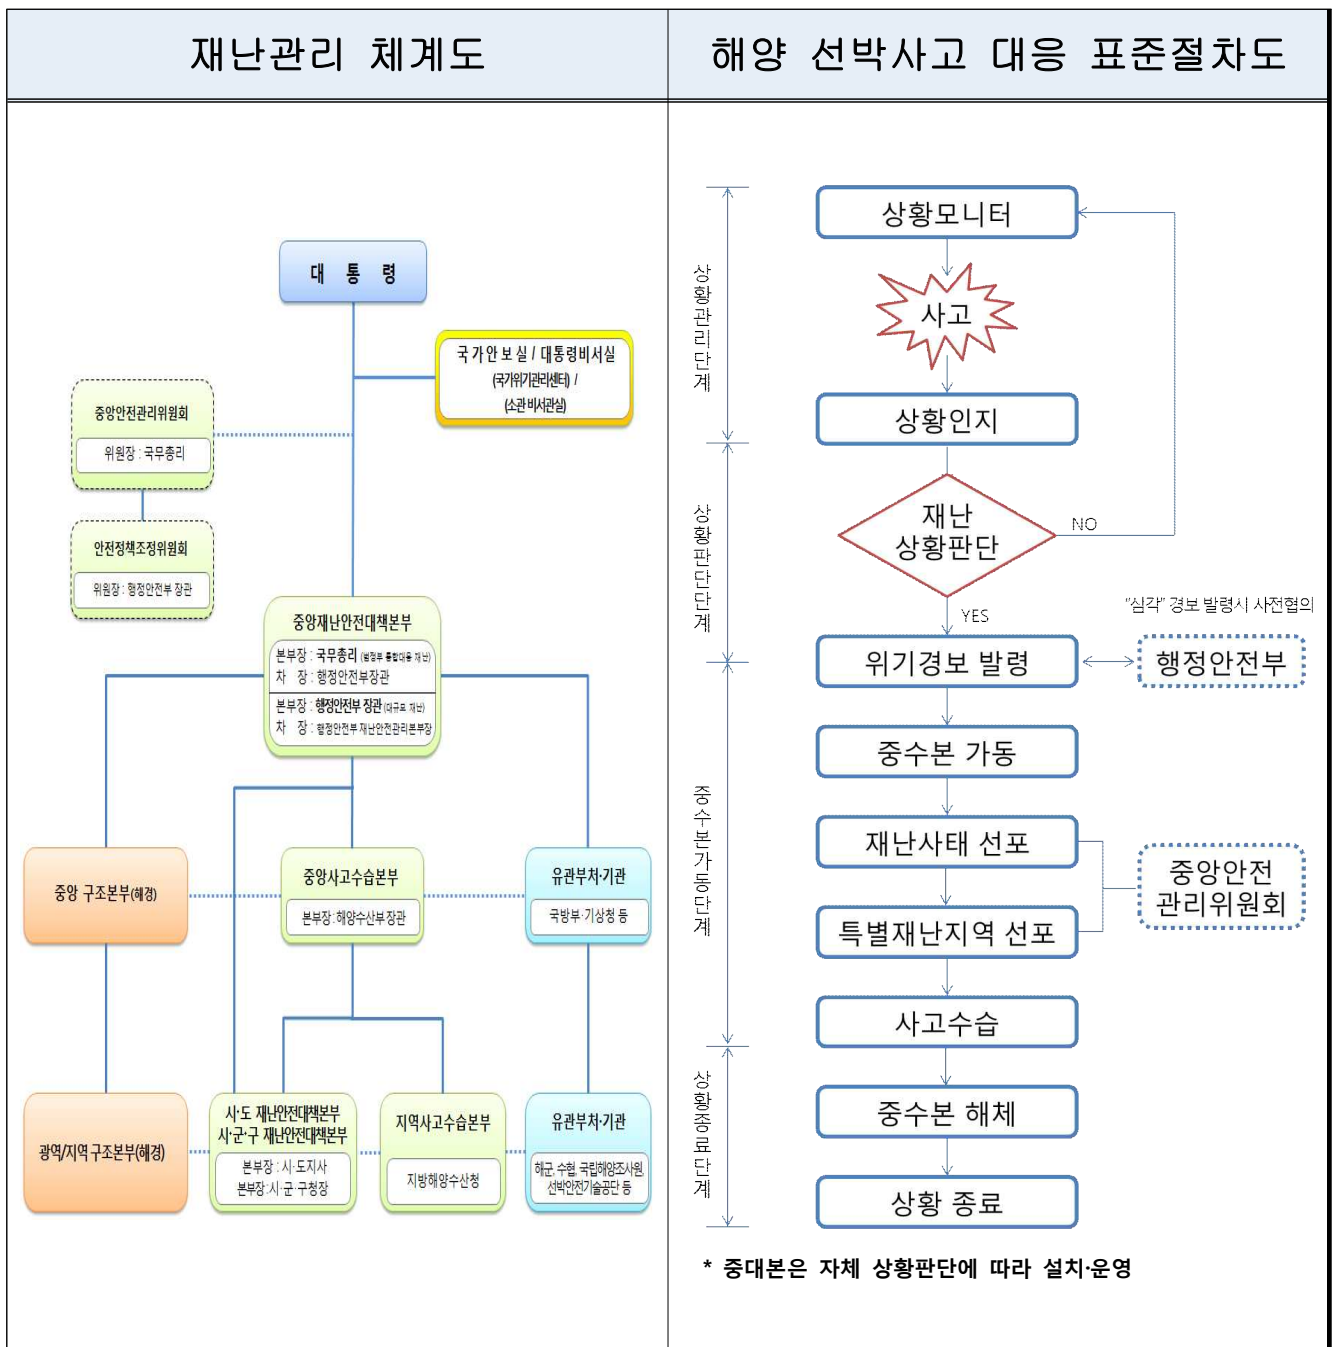 재난관리 체계도
대 통 령
국가안보실 / 대통령비서실
(국가위기관리센터) /
(소관 비서관실)
중앙안전관리위원회
위원장 : 국무총리
안전정책조정위원회
위원장 : 행정안전부 장관
중앙재난안전대책본부
본부장 : 국무총리 (범정부 통합대응 재난)
차 장 : 행정안전부장관
본부장 : 행정안전부 장관 (대규모 재난)
차 장 : 행정안전부 재난안전관리본부장
중앙 구조본부(해경)
중앙사고수습본부
본부장 : 해양수산부 장관
유관부처·기관
국방부·기상청 등
광역/지역 구조본부(해경)
시·도 재난안전대책본부
시·군·구 재난안전대책본부
본부장 : 시·도지사
본부장 : 시·군·구청장
지역사고수습본부
지방해양수산청
유관부처·기관
해군, 수협, 국립해양조사원,
선박안전기술공단 등
해양 선박사고 대응 표준절차도
상황관리단계
상황모니터
사고
상황인지
상황판단단계
재난
상황판단
NO
YES
"심각" 경보 발령시 사전협의
위기경보 발령
행정안전부
중수본가동단계
중수본 가동
재난사태 선포
중앙안전
관리위원회
특별재난지역 선포
사고수습
상황종료단계
중수본 해체
상황 종료
* 중대본은 자체 상황판단에 따라 설치·운영